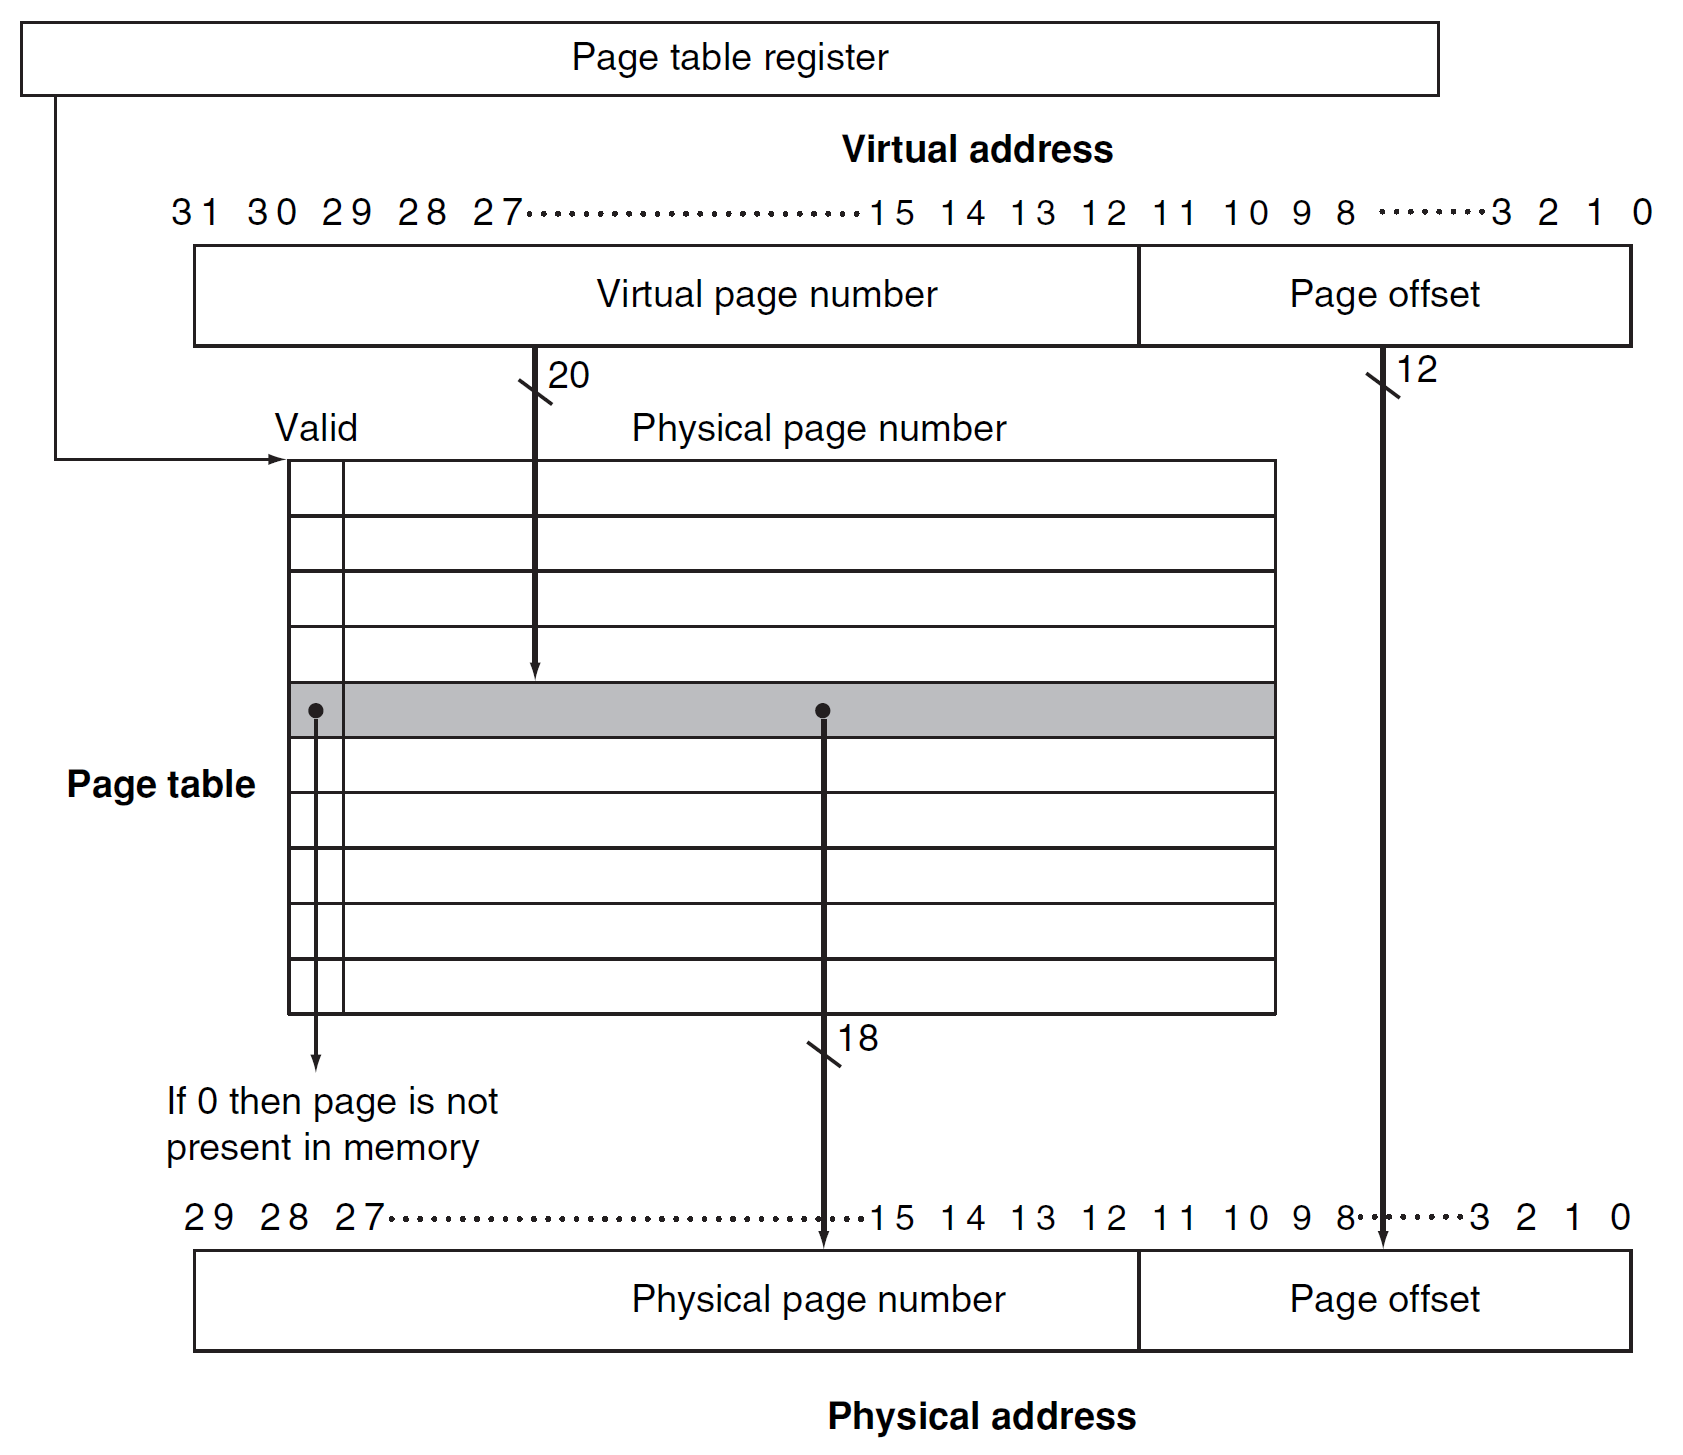 Page table register
Virtual address
31 30 29 28 27························15 14 13 12 11 10 9 8 ········3 2 1 0
Virtual page number Page offset
20 12
Valid Physical page number
Page table
18
If 0 then page is not
present in memory
29 28 27··································15 14 13 12 11 10 9 8········3 2 1 0
Physical page number Page offset
Physical address